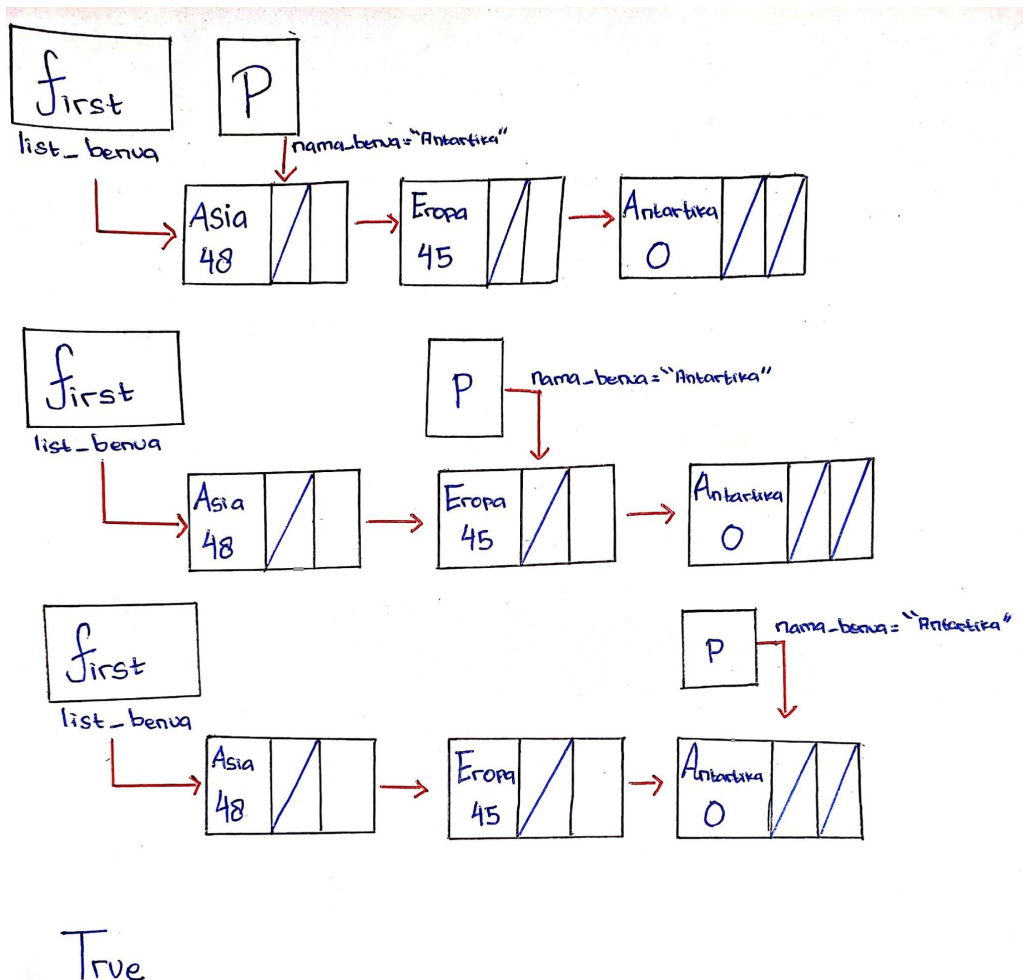 first
P
list_benua
nama_benua="Antartika"
Asia
48
Eropa
45
Antartika
0
first
P
nama_benua="Antartika"
list_benua
Asia
48
Eropa
45
Antartika
0
first
P
nama_benua="Antartika"
list_benua
Asia
48
Eropa
45
Antartika
0
True